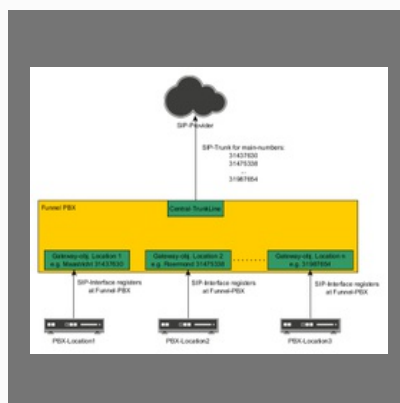 SIP-Provider
SIP-Trunk for main-numbers:
31437630
31475338
...
31987654
Funnel PBX
Central-TrunkLine
Gateway-obj. Location 1
e.g. Maastricht 31437630
Gateway-obj. Location 2
e.g. Roermond 31475338
Gateway-obj. Location n
e.g. 31987654
SIP-Interface registers
at Funnel-PBX
SIP-Interface registers
at Funnel-PBX
SIP-Interface registers
at Funnel-PBX
PBX-Location1
PBX-Location2
PBX-Location3